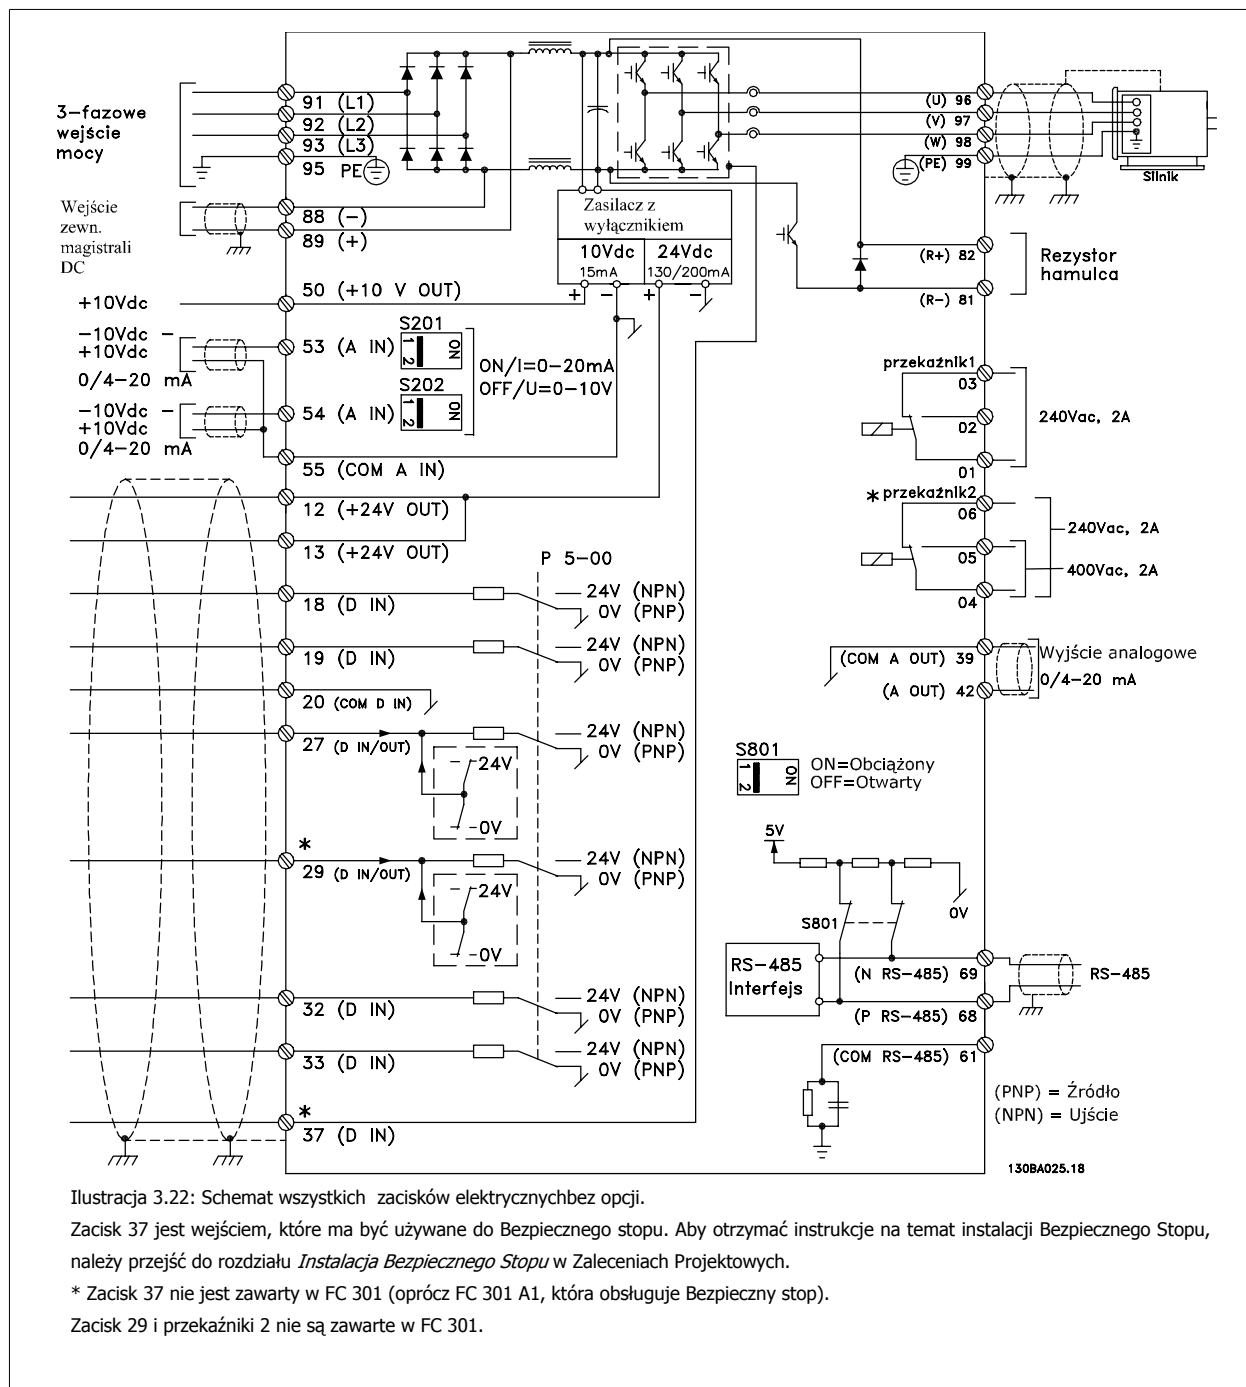 3-fazowe
wejście
mocy
91 (L1)
92 (L2)
93 (L3)
95 PE
Wejście
zewn.
magistrali
DC
88 (-)
89 (+)
+10Vdc
50 (+10 V OUT)
-10Vdc -
+10Vdc
0/4-20 mA
53 (A IN)
S201
1 2
ON
S202
1 2
ON
ON/I=0-20mA
OFF/U=0-10V
-10Vdc -
+10Vdc
0/4-20 mA
54 (A IN)
55 (COM A IN)
12 (+24V OUT)
13 (+24V OUT)
P 5-00
18 (D IN)
24V (NPN)
0V (PNP)
19 (D IN)
24V (NPN)
0V (PNP)
20 (COM D IN)
27 (D IN/OUT)
24V (NPN)
0V (PNP)
24V
0V
*
29 (D IN/OUT)
24V (NPN)
0V (PNP)
24V
0V
32 (D IN)
24V (NPN)
0V (PNP)
33 (D IN)
24V (NPN)
0V (PNP)
*
37 (D IN)
Zasilacz z
wyłącznikiem
10Vdc
15mA
24Vdc
130/200mA
+ - + -
(U) 96
(V) 97
(W) 98
(PE) 99
Silnik
(R+) 82
(R-) 81
Rezystor
hamulca
przekaźnik1
03
02
01
240Vac, 2A
* przekaźnik2
06
05
04
240Vac, 2A
400Vac, 2A
(COM A OUT) 39
(A OUT) 42
Wyjście analogowe
0/4-20 mA
S801
1 2
ON
ON=Obciążony
OFF=Otwarty
5V
S801
0V
RS-485
Interfejs
(N RS-485) 69
(P RS-485) 68
(COM RS-485) 61
RS-485
(PNP) = Źródło
(NPN) = Ujście
130BA025.18
Ilustracja 3.22: Schemat wszystkich zacisków elektrycznychbez opcji.
Zacisk 37 jest wejściem, które ma być używane do Bezpiecznego stopu. Aby otrzymać instrukcje na temat instalacji Bezpiecznego Stopu,
należy przejść do rozdziału Instalacja Bezpiecznego Stopu w Zaleceniach Projektowych.
* Zacisk 37 nie jest zawarty w FC 301 (oprócz FC 301 A1, która obsługuje Bezpieczny stop).
Zacisk 29 i przekaźniki 2 nie są zawarte w FC 301.